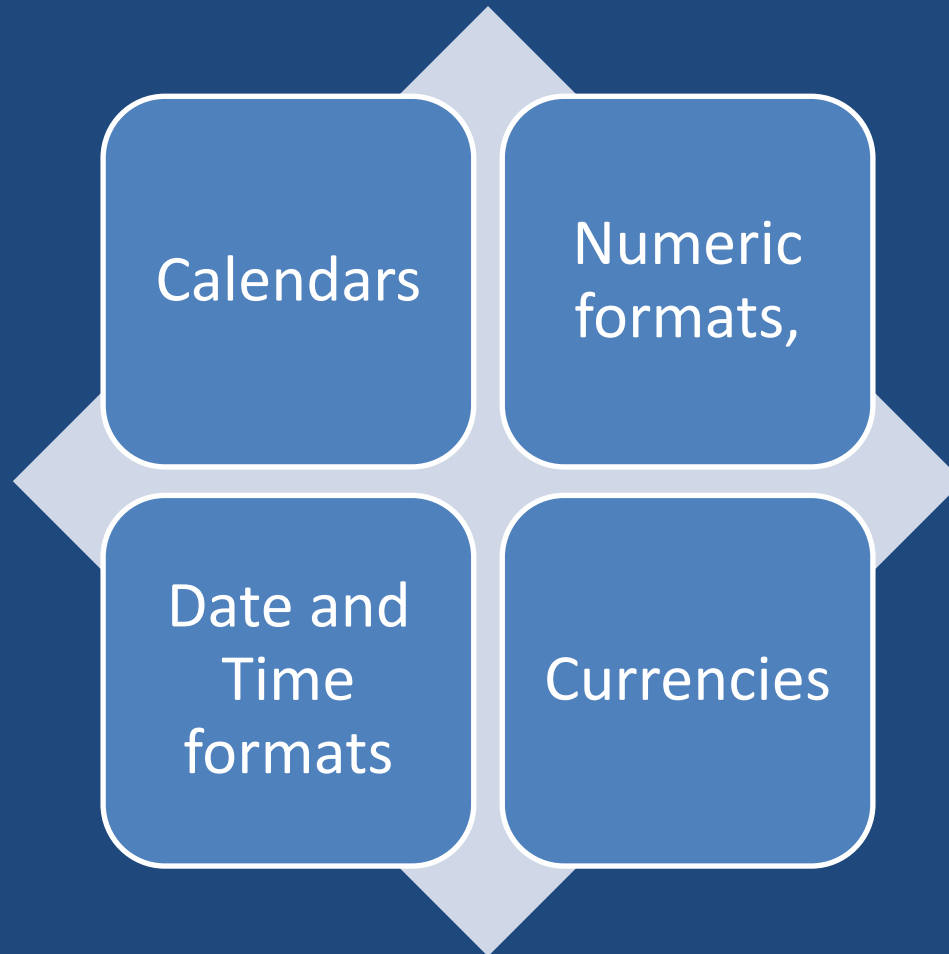 Calendars
Numeric
formats,
Date and
Time
formats
Currencies